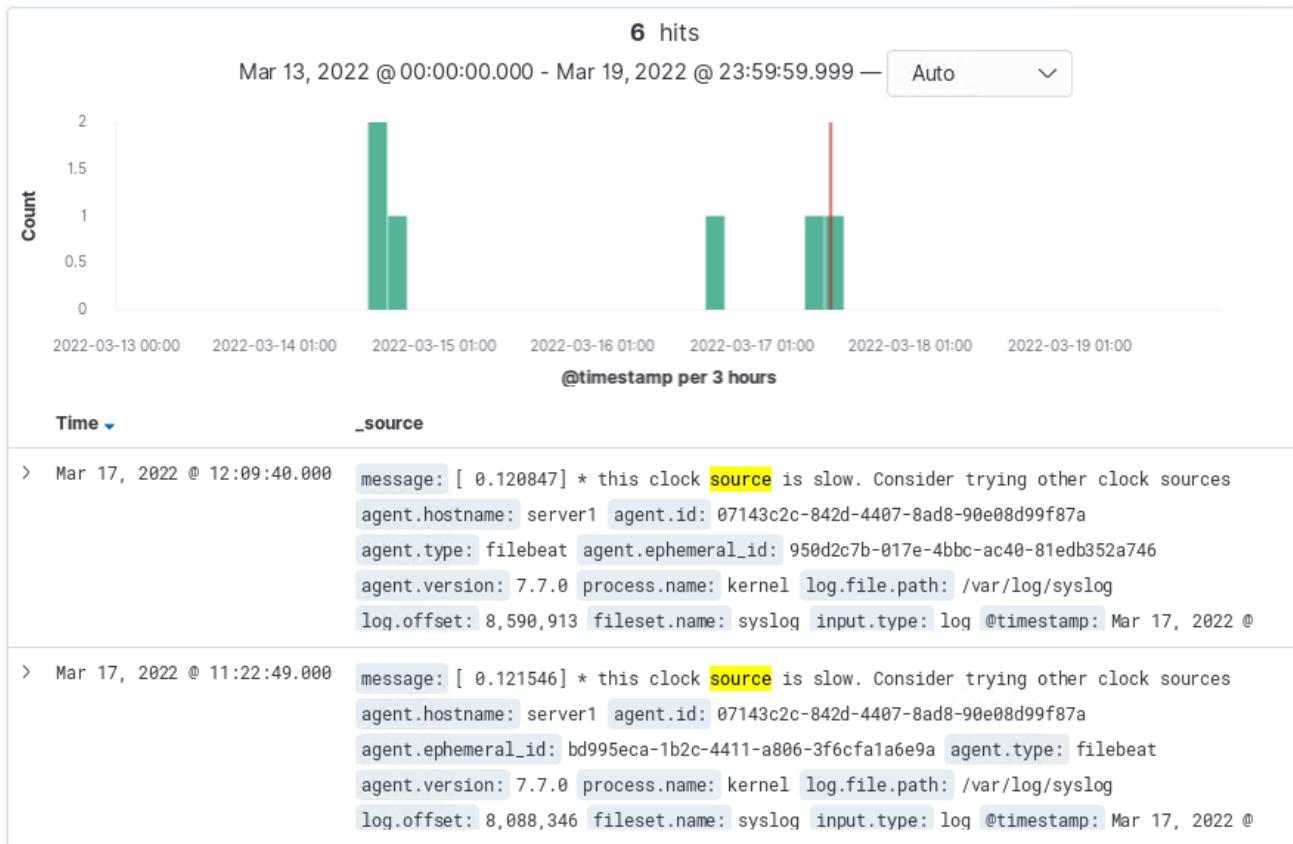 6 hits
Mar 13, 2022 @ 00:00:00.000 - Mar 19, 2022 @ 23:59:59.999 — Auto
2
1.5
1
0.5
0
Count
2022-03-13 00:00 2022-03-14 01:00 2022-03-15 01:00 2022-03-16 01:00 2022-03-17 01:00 2022-03-18 01:00 2022-03-19 01:00
@timestamp per 3 hours
Time _source
Mar 17, 2022 @ 12:09:40.000 message: [ 0.120847] * this clock source is slow. Consider trying other clock sources
agent.hostname: server1 agent.id: 07143c2c-842d-4407-8ad8-90e08d99f87a
agent.type: filebeat agent.ephemeral_id: 950d2c7b-017e-4bbc-ac40-81edb352a746
agent.version: 7.7.0 process.name: kernel log.file.path: /var/log/syslog
log.offset: 8,590,913 fileset.name: syslog input.type: log @timestamp: Mar 17, 2022 @
Mar 17, 2022 @ 11:22:49.000 message: [ 0.121546] * this clock source is slow. Consider trying other clock sources
agent.hostname: server1 agent.id: 07143c2c-842d-4407-8ad8-90e08d99f87a
agent.ephemeral_id: bd995eca-1b2c-4411-a806-3f6cfa1a6e9a agent.type: filebeat
agent.version: 7.7.0 process.name: kernel log.file.path: /var/log/syslog
log.offset: 8,088,346 fileset.name: syslog input.type: log @timestamp: Mar 17, 2022 @